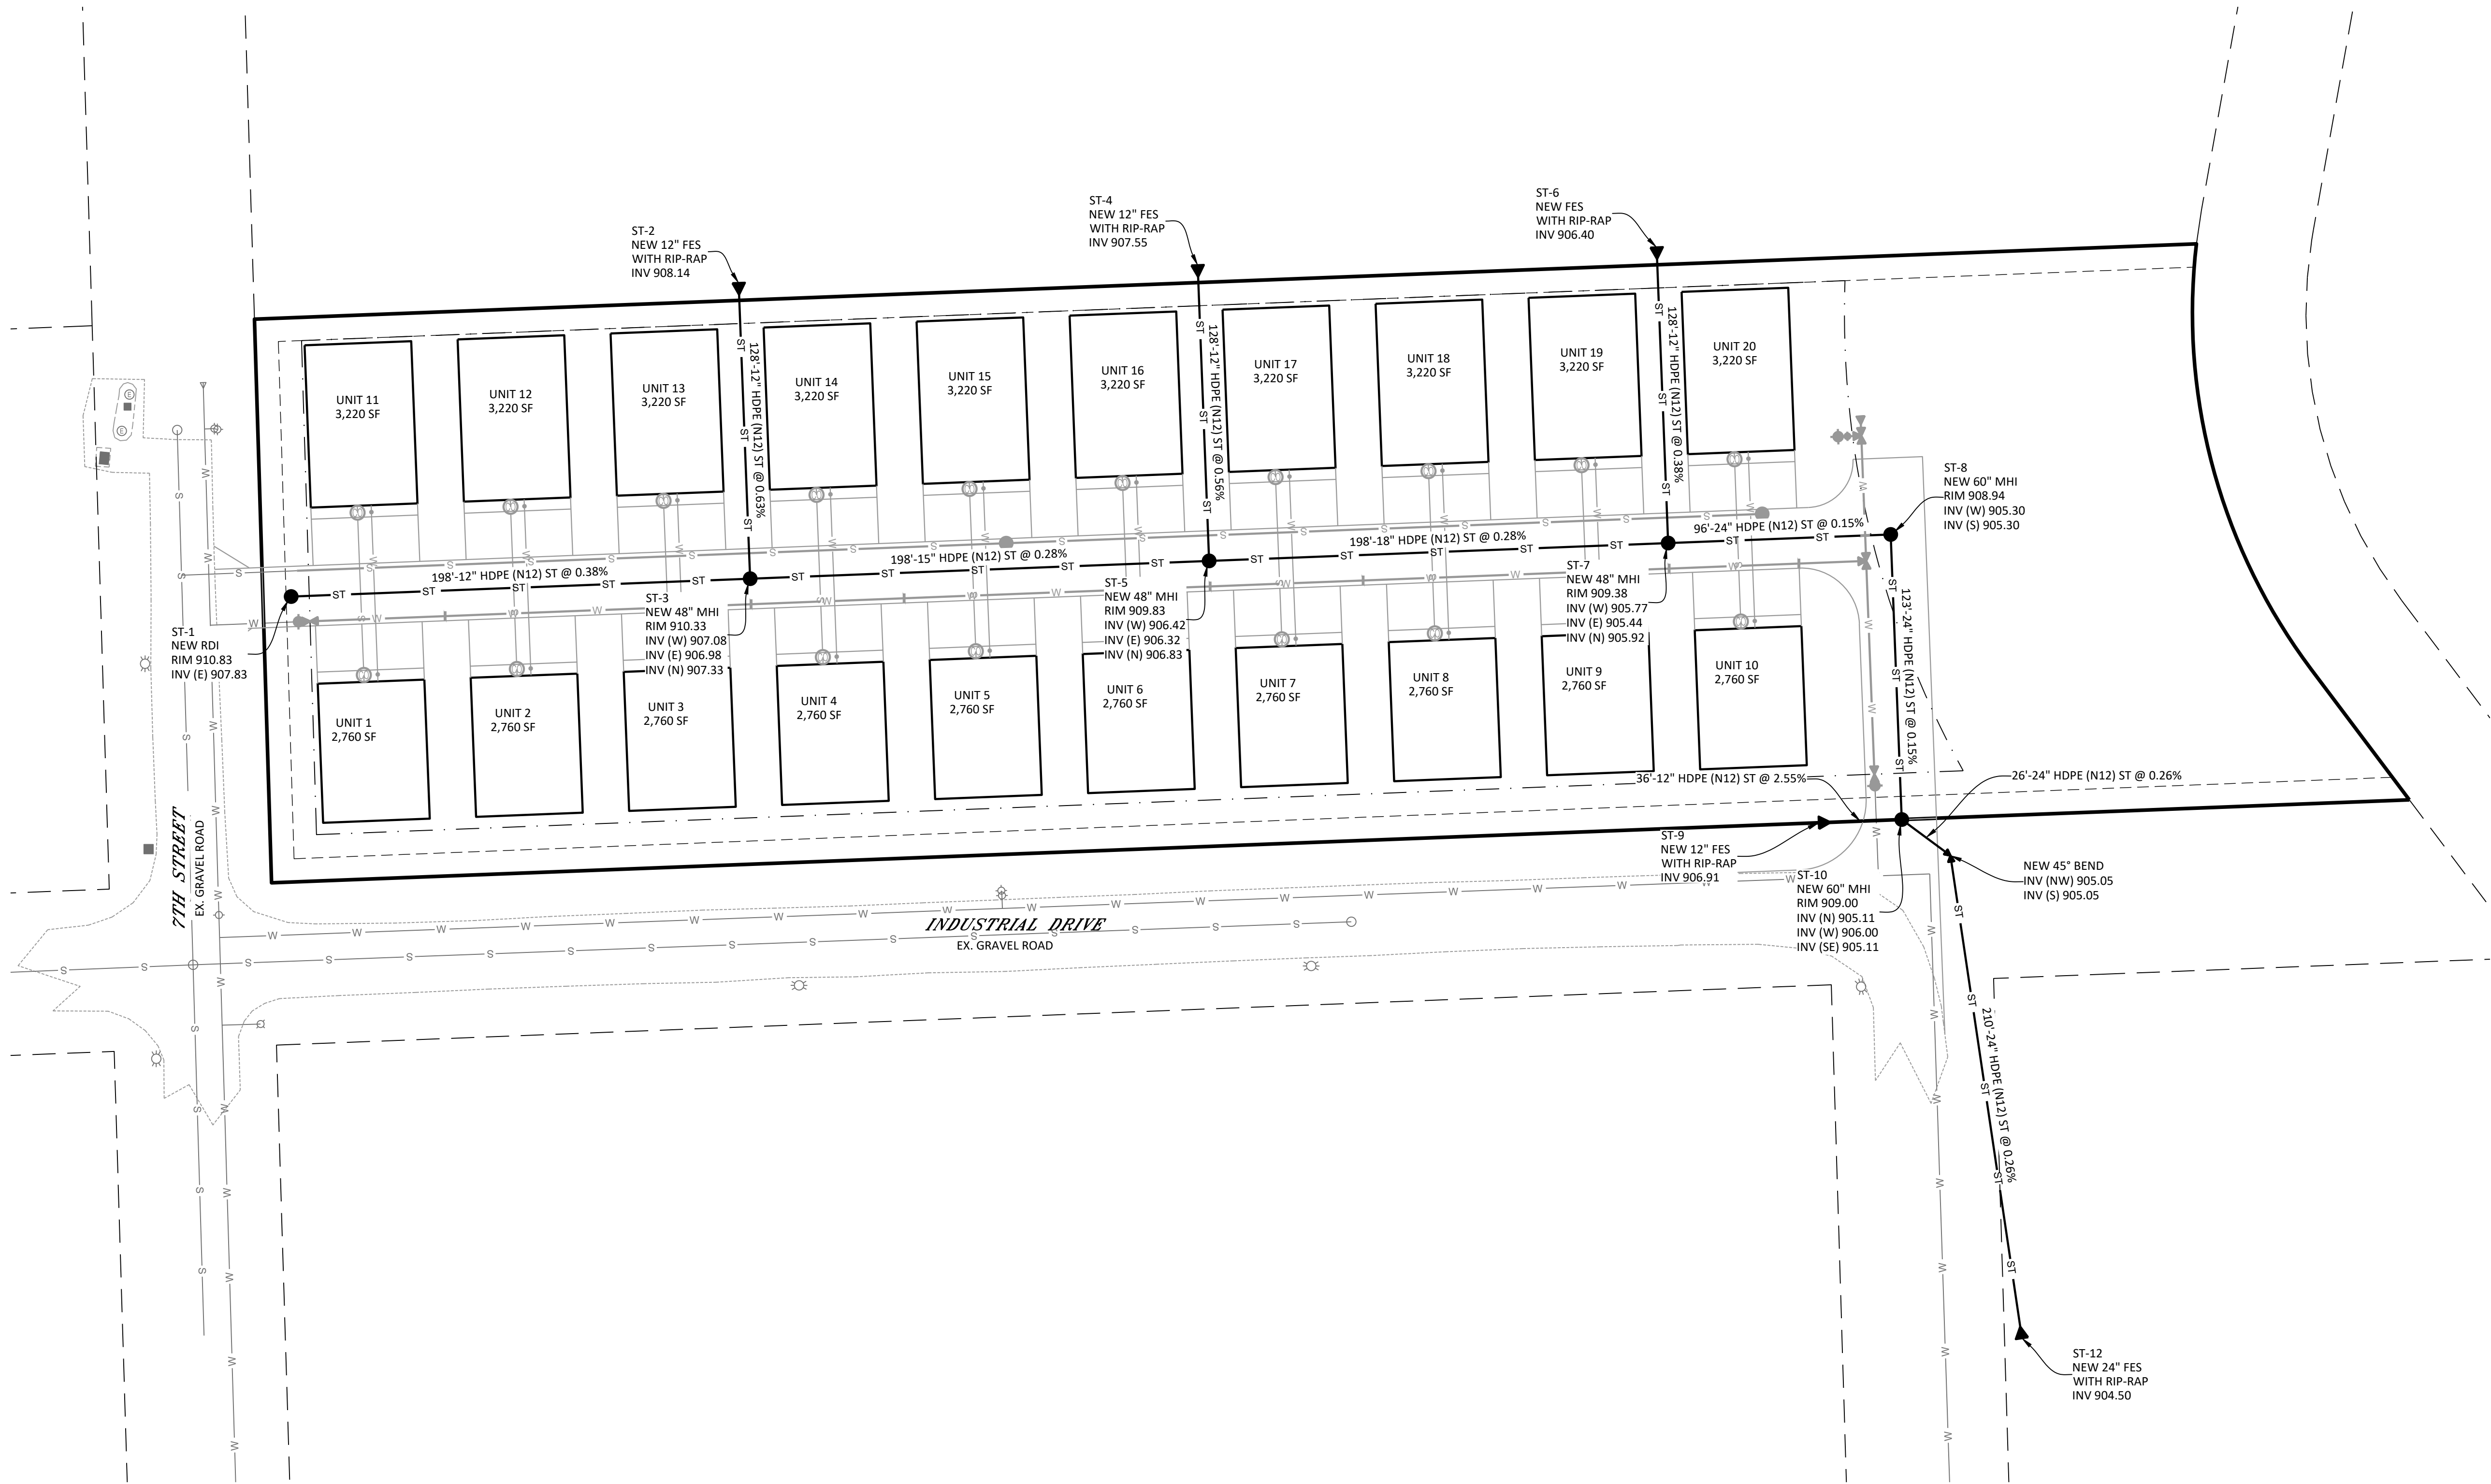 ST-6
NEW FES
WITH RIP-RAP
INV 906.40
ST-4
NEW 12" FES
WITH RIP-RAP
INV 907.55
ST-2
NEW 12" FES
WITH RIP-RAP
INV 908.14
UNIT 11
3,220 SF
UNIT 12
3,220 SF
UNIT 13
3,220 SF
UNIT 14
3,220 SF
UNIT 15
3,220 SF
UNIT 16
3,220 SF
UNIT 17
3,220 SF
UNIT 18
3,220 SF
UNIT 19
3,220 SF
UNIT 20
3,220 SF
128'-12" HDPE (N12) ST @ 0.63%
128'-12" HDPE (N12) ST @ 0.56%
128'-12" HDPE (N12) ST @ 0.38%
ST-8
NEW 60" MHI
RIM 908.94
INV (W) 905.30
INV (S) 905.30
198'-12" HDPE (N12) ST @ 0.38%
198'-15" HDPE (N12) ST @ 0.28%
198'-18" HDPE (N12) ST @ 0.28%
96'-24" HDPE (N12) ST @ 0.15%
ST-1
NEW RDI
RIM 910.83
INV (E) 907.83
ST-3
NEW 48" MHI
RIM 910.33
INV (W) 907.08
INV (E) 906.98
INV (N) 907.33
ST-5
NEW 48" MHI
RIM 909.83
INV (W) 906.42
INV (E) 906.32
INV (N) 906.83
ST-7
NEW 48" MHI
RIM 909.38
INV (W) 905.77
INV (E) 905.44
INV (N) 905.92
123'-24" HDPE (N12) ST @ 0.15%
UNIT 1
2,760 SF
UNIT 2
2,760 SF
UNIT 3
2,760 SF
UNIT 4
2,760 SF
UNIT 5
2,760 SF
UNIT 6
2,760 SF
UNIT 7
2,760 SF
UNIT 8
2,760 SF
UNIT 9
2,760 SF
UNIT 10
2,760 SF
36'-12" HDPE (N12) ST @ 2.55%
26'-24" HDPE (N12) ST @ 0.26%
ST-9
NEW 12" FES
WITH RIP-RAP
INV 906.91
ST-10
NEW 60" MHI
RIM 909.00
INV (N) 905.11
INV (W) 906.00
INV (SE) 905.11
NEW 45° BEND
INV (NW) 905.05
INV (S) 905.05
7TH STREET
EX. GRAVEL ROAD
INDUSTRIAL DRIVE
EX. GRAVEL ROAD
210'-24" HDPE (N12) ST @ 0.26%
ST-12
NEW 24" FES
WITH RIP-RAP
INV 904.50